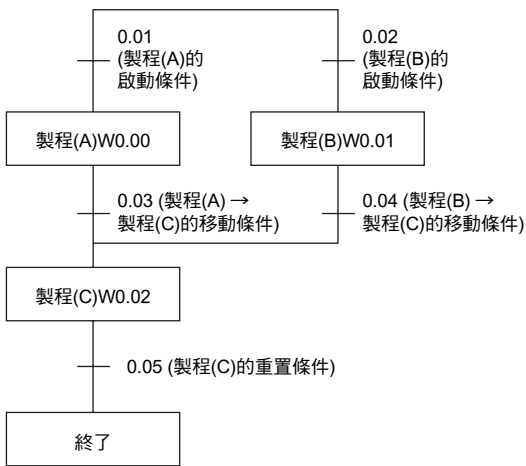 0.01
(製程(A)的
啟動條件)
0.02
(製程(B)的
啟動條件)
製程(A)W0.00
製程(B)W0.01
0.03 (製程(A) →
製程(C)的移動條件)
0.04 (製程(B) →
製程(C)的移動條件)
製程(C)W0.02
0.05 (製程(C)的重置條件)
終了